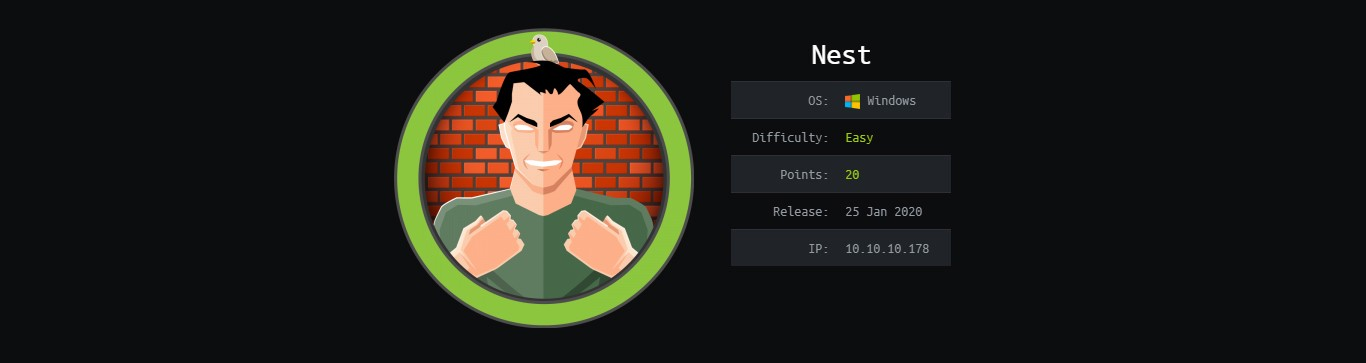 Nest
OS: Windows
Difficulty: Easy
Points: 20
Release: 25 Jan 2020
IP: 10.10.10.178